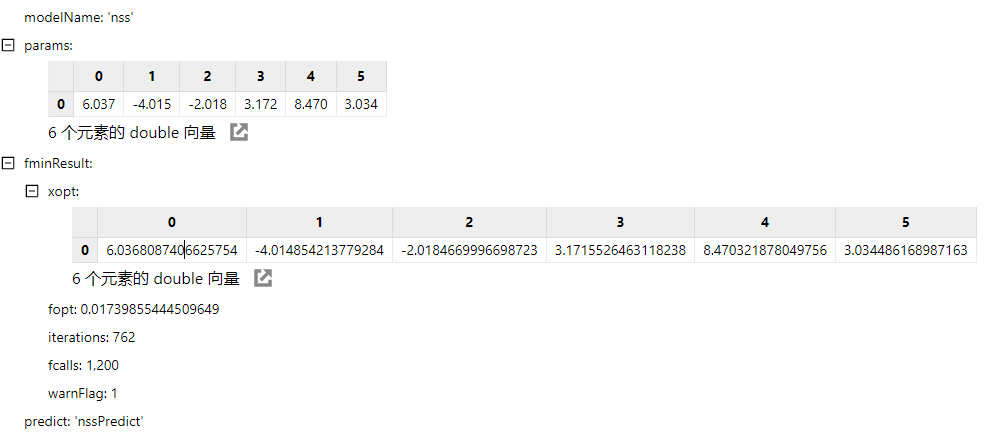 modelName: 'nss'
params:
0 1 2 3 4 5
0 6.037 -4.015 -2.018 3.172 8.470 3.034
6 个元素的 double 向量
fminResult:
xopt:
0 1 2 3 4 5
0 6.0368087406625754 -4.014854213779284 -2.0184669996698723 3.1715526463118238 8.470321878049756 3.034486168987163
6 个元素的 double 向量
fopt: 0.01739855444509649
iterations: 762
fcalls: 1,200
warnFlag: 1
predict: 'nssPredict'